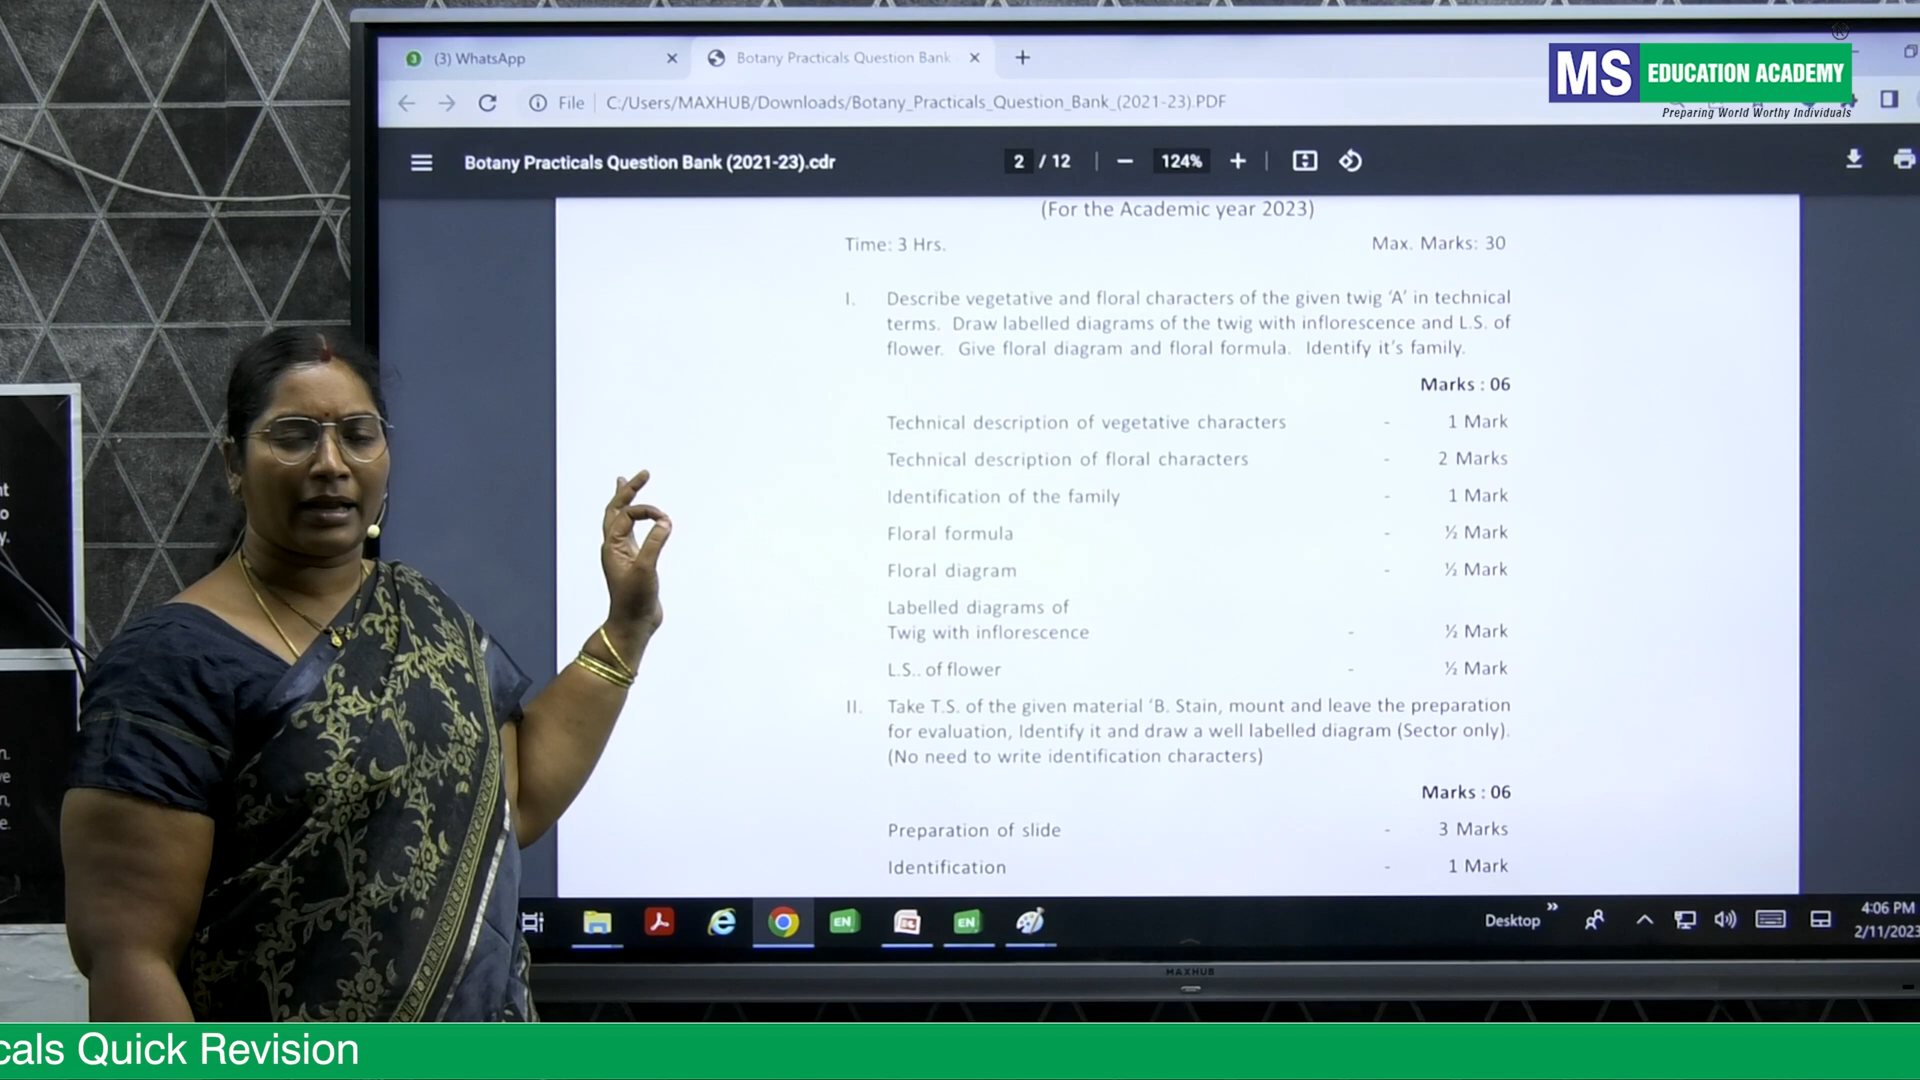 (3) WhatsApp
Botany Practicals Question Bank
MS EDUCATION ACADEMY
®
Preparing World Worthy Individuals
File C:/Users/MAXHUB/Downloads/Botany_Practicals_Question_Bank_(2021-23).PDF
Botany Practicals Question Bank (2021-23).cdr
2 / 12
124%
(For the Academic year 2023)
Time: 3 Hrs. Max. Marks: 30
I. Describe vegetative and floral characters of the given twig ‘A’ in technical
terms. Draw labelled diagrams of the twig with inflorescence and L.S. of
flower. Give floral diagram and floral formula. Identify it’s family.
Marks : 06
Technical description of vegetative characters - 1 Mark
Technical description of floral characters - 2 Marks
Identification of the family - 1 Mark
Floral formula - ½ Mark
Floral diagram - ½ Mark
Labelled diagrams of
Twig with inflorescence - ½ Mark
L.S.. of flower - ½ Mark
II. Take T.S. of the given material ‘B. Stain, mount and leave the preparation
for evaluation, Identify it and draw a well labelled diagram (Sector only).
(No need to write identification characters)
Marks : 06
Preparation of slide - 3 Marks
Identification - 1 Mark
EN
EN
Desktop
4:06 PM
2/11/2023
MAXHUB
cals Quick Revision